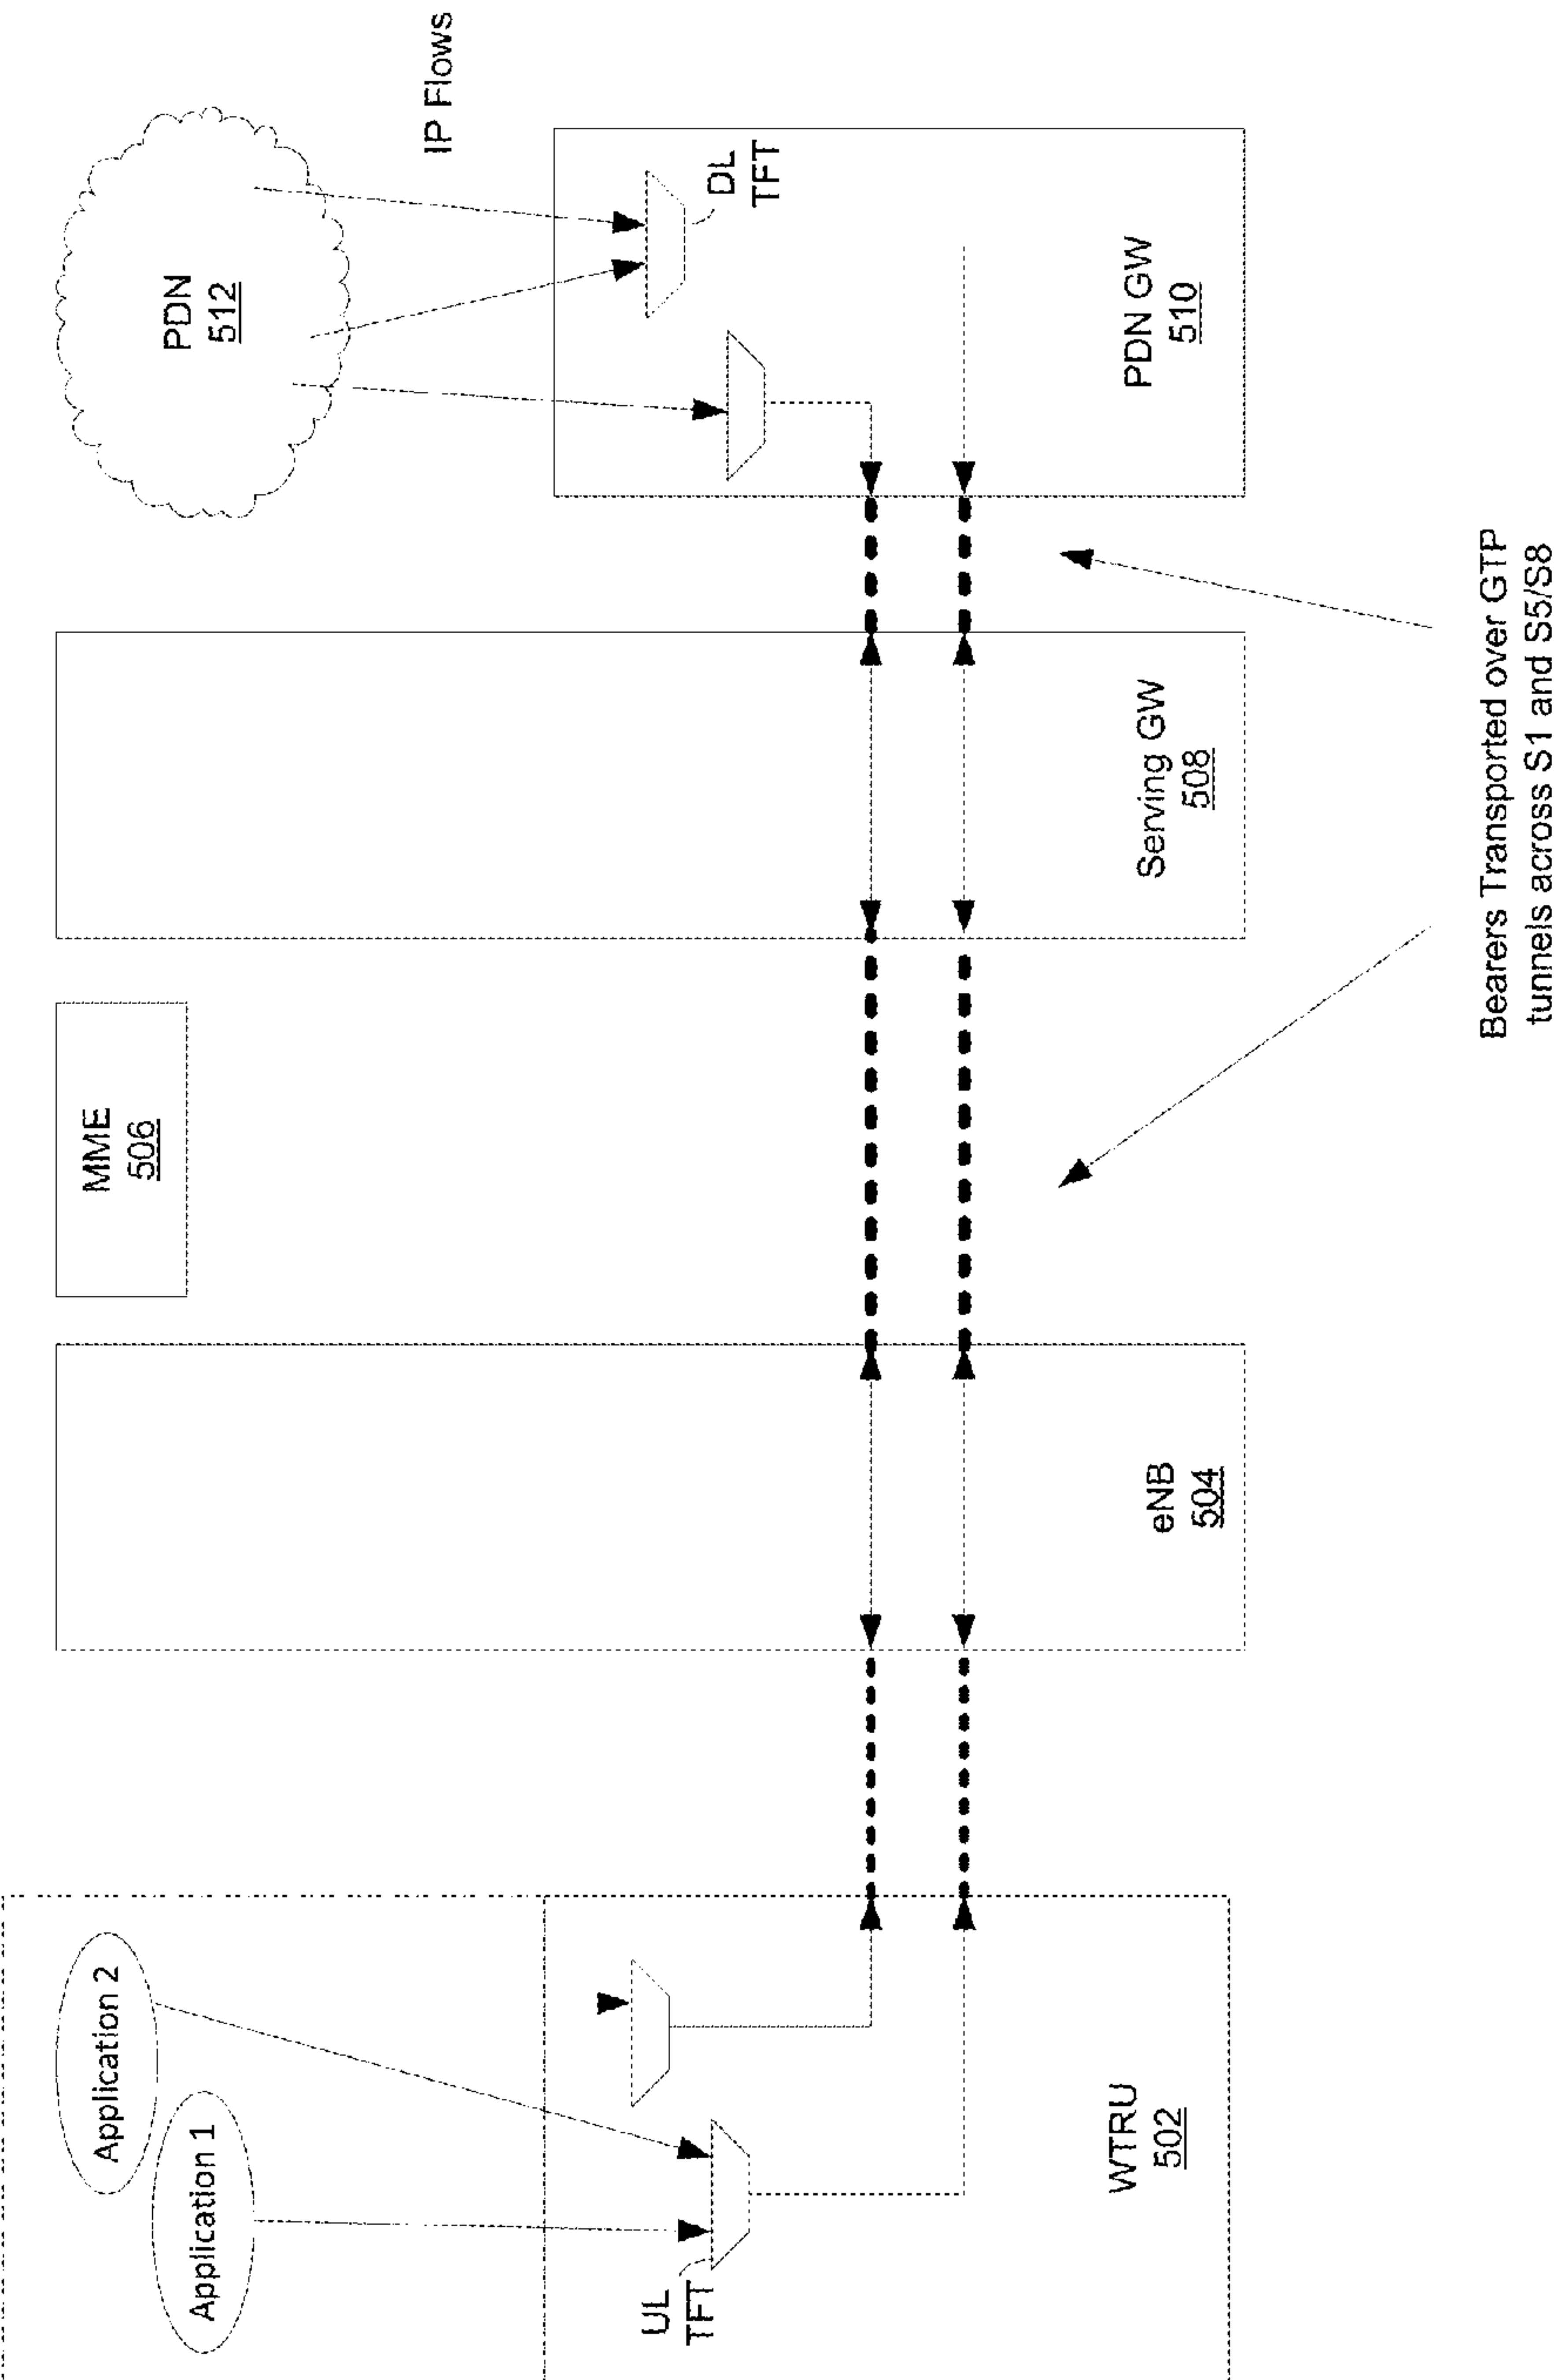 Application 1
Application 2
UL
TFT
WTRU
502
eNB
504
MME
506
Serving GW
508
PDN
512
IP Flows
DL
TFT
PDN GW
510
Bearers Transported over GTP
tunnels across S1 and S5/S8